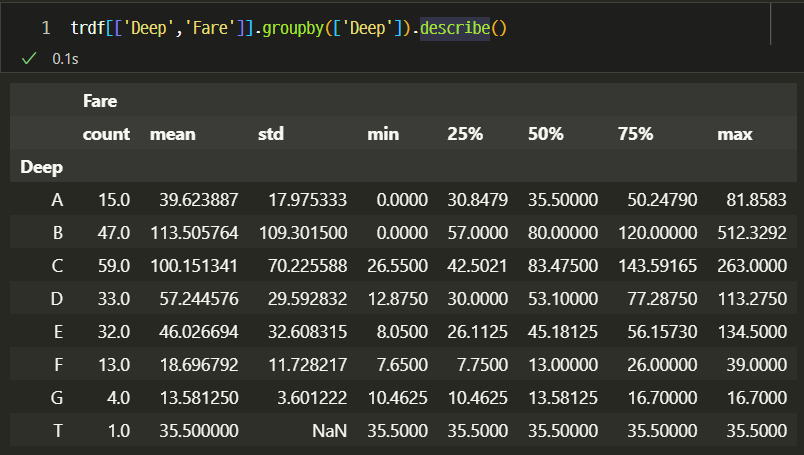 1 trdf[['Deep','Fare']].groupby(['Deep']).describe()
✓ 0.1s
Fare
count mean std min 25% 50% 75% max
Deep
A 15.0 39.623887 17.975333 0.0000 30.8479 35.50000 50.24790 81.8583
B 47.0 113.505764 109.301500 0.0000 57.0000 80.00000 120.00000 512.3292
C 59.0 100.151341 70.225588 26.5500 42.5021 83.47500 143.59165 263.0000
D 33.0 57.244576 29.592832 12.8750 30.0000 53.10000 77.28750 113.2750
E 32.0 46.026694 32.608315 8.0500 26.1125 45.18125 56.15730 134.5000
F 13.0 18.696792 11.728217 7.6500 7.7500 13.00000 26.00000 39.0000
G 4.0 13.581250 3.601222 10.4625 10.4625 13.58125 16.70000 16.7000
T 1.0 35.500000 NaN 35.5000 35.5000 35.50000 35.50000 35.5000